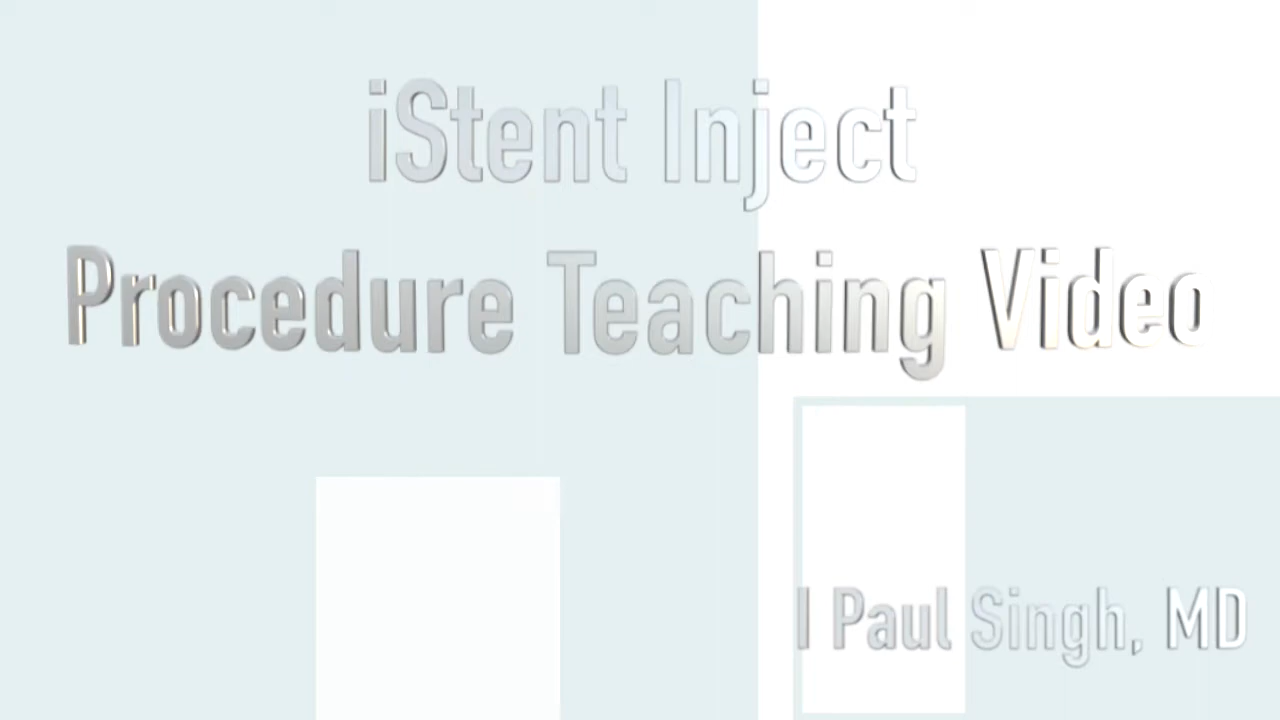 iStent Inject
Procedure Teaching Video
I Paul Singh, MD